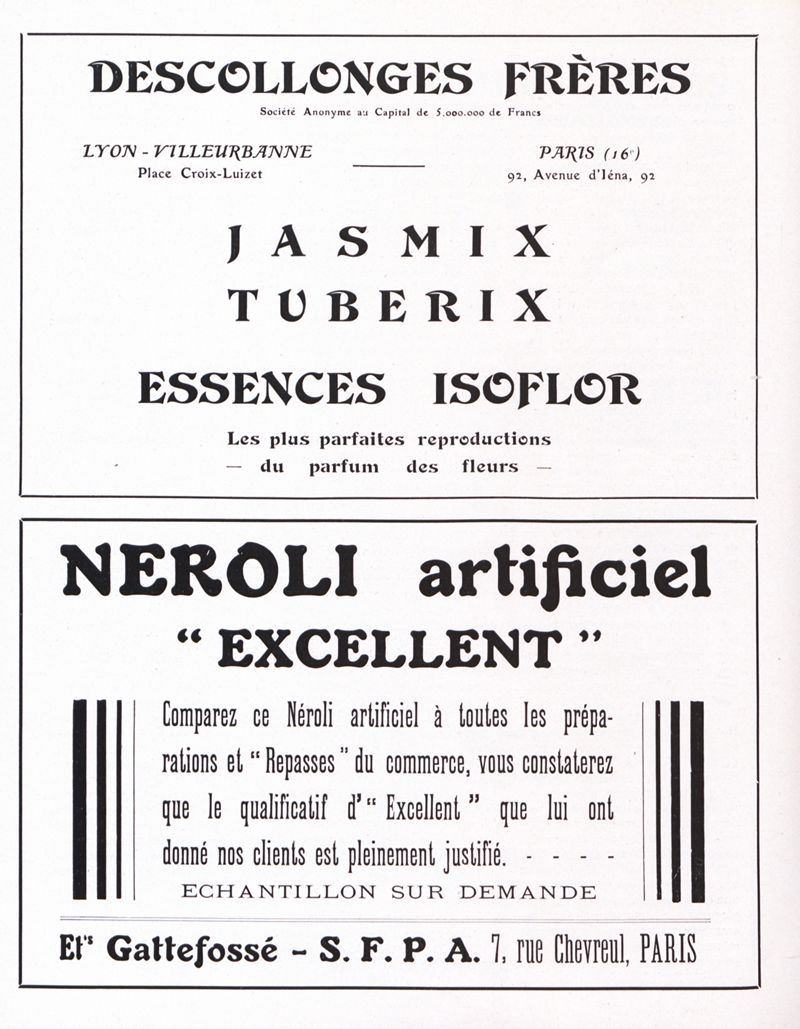 DESCOLLONGES FRÈRES
Société Anonyme au Capital de 5.000.000 de Francs
LYON - VILLEURBANNE
Place Croix-Luizet
PARIS (16e)
92, Avenue d'Iéna, 92
JASMIX
TUBERIX
ESSENCES ISOFLOR
Les plus parfaites reproductions
— du parfum des fleurs —
NEROLI artificiel
“ EXCELLENT ”
Comparez ce Néroli artificiel à toutes les prépa-
rations et “ Repasses ” du commerce, vous constaterez
que le qualificatif d'“ Excellent ” que lui ont
donné nos clients est pleinement justifié. - - - -
ECHANTILLON SUR DEMANDE
Ets Gattefossé - S. F. P. A. 7, rue Chevreul, PARIS